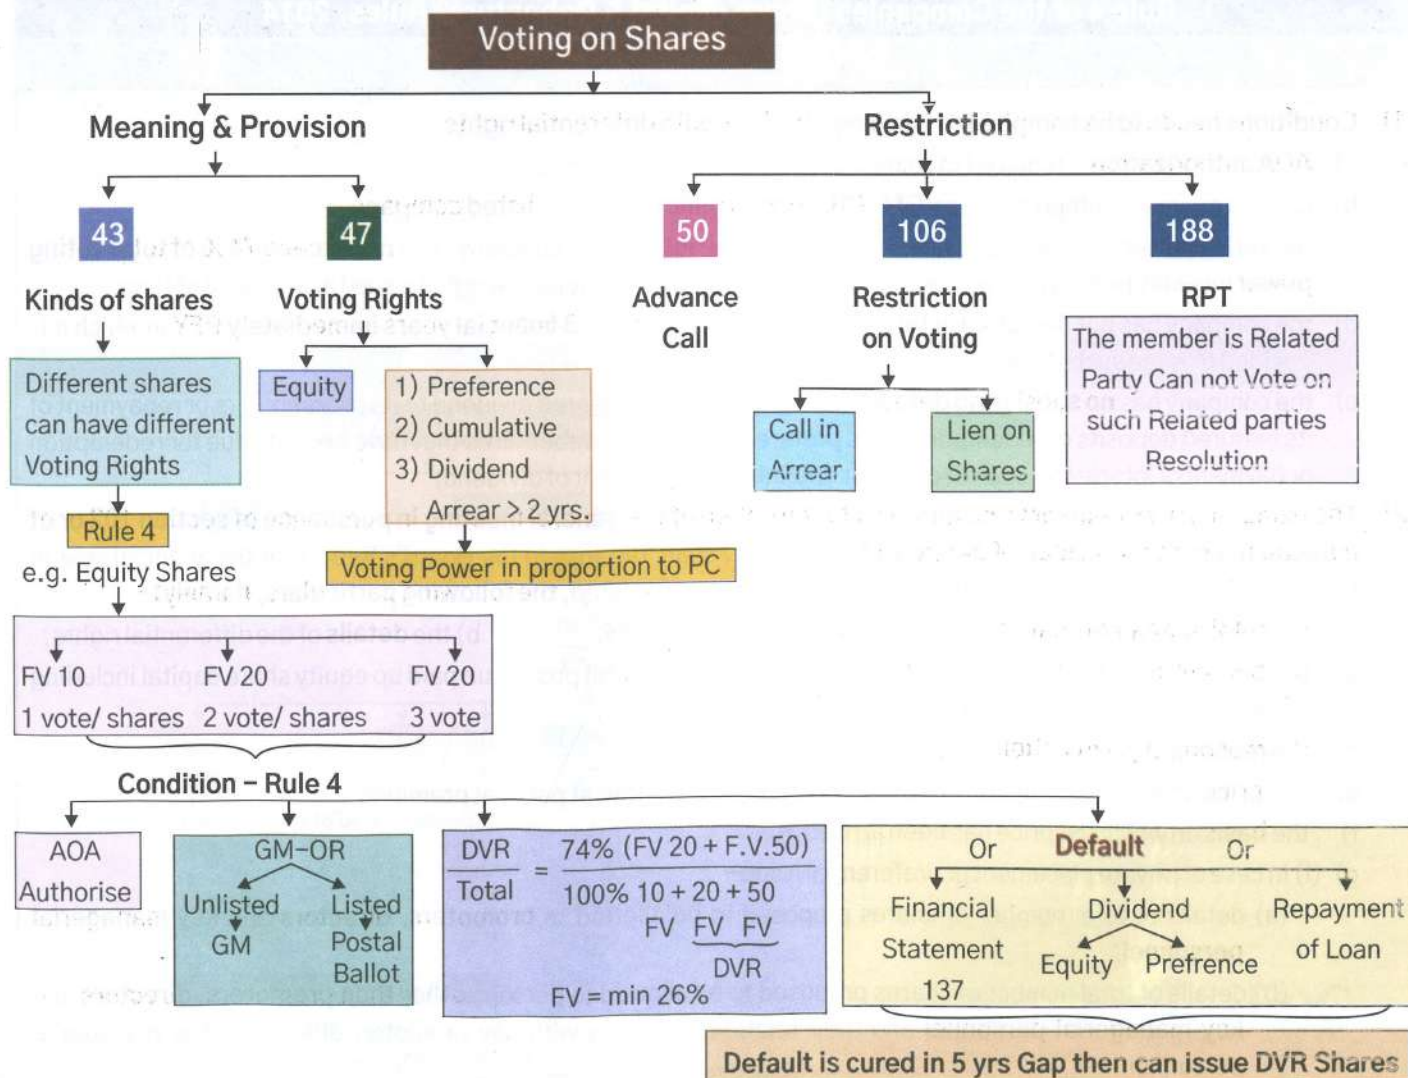 Voting on Shares
Meaning & Provision
Restriction
43
47
50
106
188
Kinds of shares
Voting Rights
Advance
Call
Restriction
on Voting
RPT
Different shares
can have different
Voting Rights
Equity
1) Preference
2) Cumulative
3) Dividend
Arrear > 2 yrs.
Call in
Arrear
Lien on
Shares
The member is Related
Party Can not Vote on
such Related parties
Resolution
Rule 4
Voting Power in proportion to PC
e.g. Equity Shares
FV 10
FV 20
FV 20
1 vote/ shares
2 vote/ shares
3 vote
Condition – Rule 4
AOA
Authorise
GM-OR
Unlisted
Listed
GM
Postal
Ballot
DVR = 74% (FV 20 + F.V.50)
Total 100% 10 + 20 + 50
FV FV FV
DVR
FV = min 26%
Or Default Or
Financial
Statement
137
Dividend
Equity Prefrence
Repayment
of Loan
Default is cured in 5 yrs Gap then can issue DVR Shares